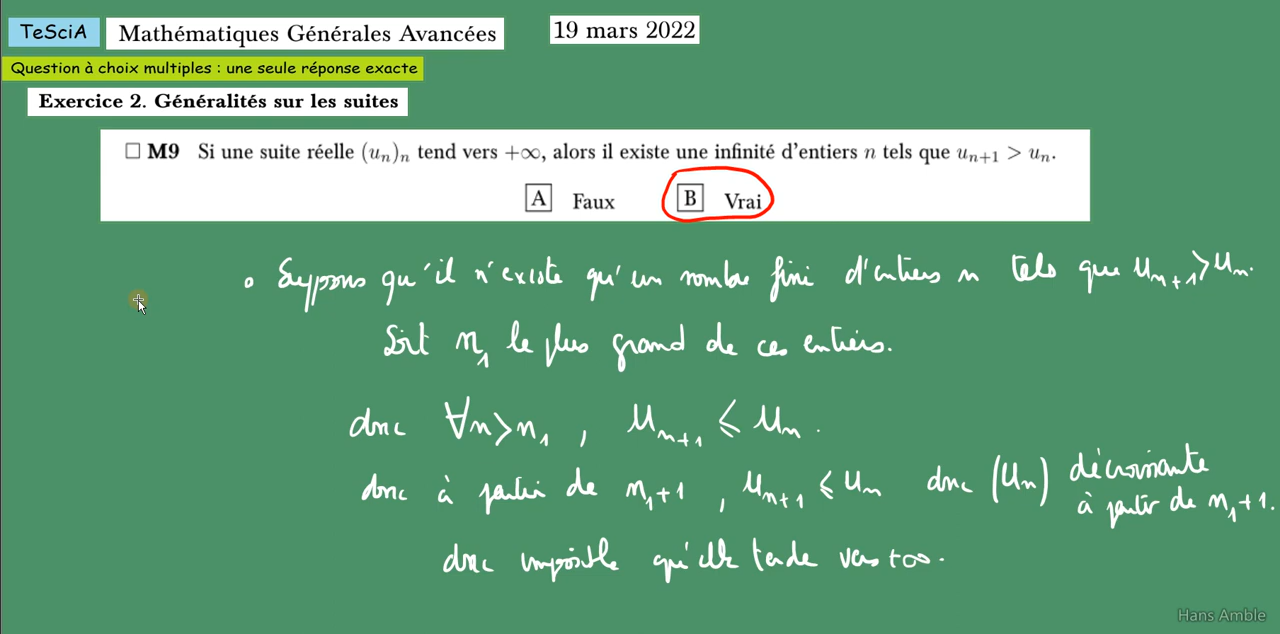 TeSciA Mathématiques Générales Avancées 19 mars 2022
Question à choix multiples : une seule réponse exacte
Exercice 2. Généralités sur les suites
☐ M9 Si une suite réelle (uₙ)ₙ tend vers +∞, alors il existe une infinité d'entiers n tels que uₙ₊₁ > uₙ.
A Faux B Vrai
• Supposons qu'il n'existe qu'un nombre fini d'entiers n tels que uₙ₊₁ > uₙ.
Soit n₁ le plus grand de ces entiers.
donc ∀n>n₁ , uₙ₊₁ ⩽ uₙ .
donc à partir de n₁+1 , uₙ₊₁ ⩽ uₙ donc (uₙ) décroissante
à partir de n₁+1.
donc impossible qu'elle tende vers +∞.
Hans Amble